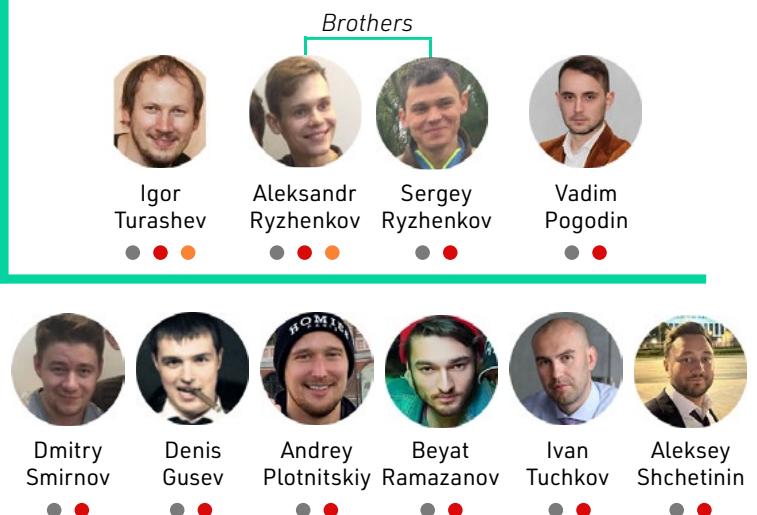 Brothers
Igor
Turashev
Aleksandr
Ryzhenkov
Sergey
Ryzhenkov
Vadim
Pogodin
HOMIES
Dmitry
Smirnov
Denis
Gusev
Andrey
Plotnitskiy
Beyat
Ramazanov
Ivan
Tuchkov
Aleksey
Shchetinin